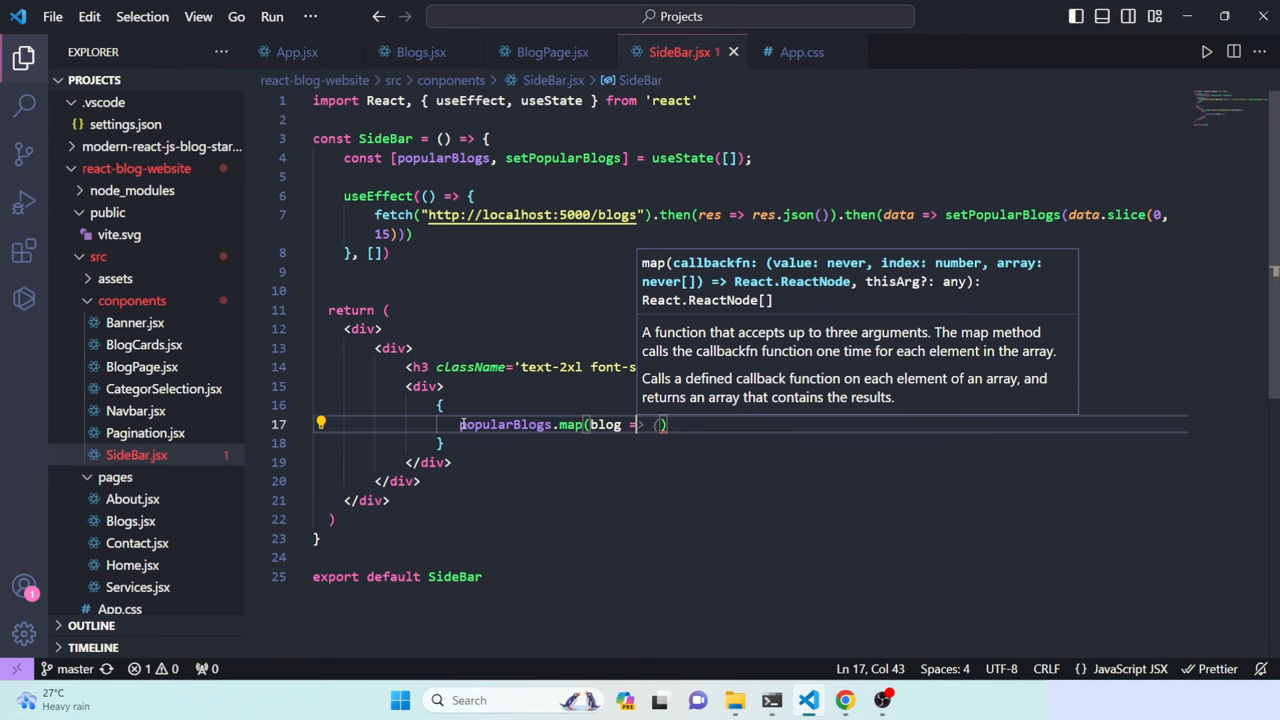 File Edit Selection View Go Run ··· Projects
EXPLORER ···
App.jsx Blogs.jsx BlogPage.jsx SideBar.jsx 1 App.css
PROJECTS
.vscode
settings.json
modern-react-js-blog-star...
react-blog-website
node_modules
public
vite.svg
src
assets
conponents
Banner.jsx
BlogCards.jsx
BlogPage.jsx
CategorSelection.jsx
Navbar.jsx
Pagination.jsx
SideBar.jsx 1
pages
About.jsx
Blogs.jsx
Contact.jsx
Home.jsx
Services.jsx
App.css
OUTLINE
TIMELINE
react-blog-website > src > conponents > SideBar.jsx > SideBar
1 import React, { useEffect, useState } from 'react'
2
3 const SideBar = () => {
4 const [popularBlogs, setPopularBlogs] = useState([]);
5
6 useEffect(() => {
7 fetch("http://localhost:5000/blogs").then(res => res.json()).then(data => setPopularBlogs(data.slice(0,
15)))
8 }, [])
9
10
11 return (
12 <div>
13 <div>
14 <h3 className='text-2xl font-s
15 <div>
16 {
17 popularBlogs.map(blog => ()
18 }
19 </div>
20 </div>
21 </div>
22 )
23 }
24
25 export default SideBar
map(callbackfn: (value: never, index: number, array:
never[]) => React.ReactNode, thisArg?: any):
React.ReactNode[]
A function that accepts up to three arguments. The map method
calls the callbackfn function one time for each element in the array.
Calls a defined callback function on each element of an array, and
returns an array that contains the results.
1
master 1 0 0 Ln 17, Col 43 Spaces: 4 UTF-8 CRLF {} JavaScript JSX Prettier
27°C
Heavy rain
Search
PRE